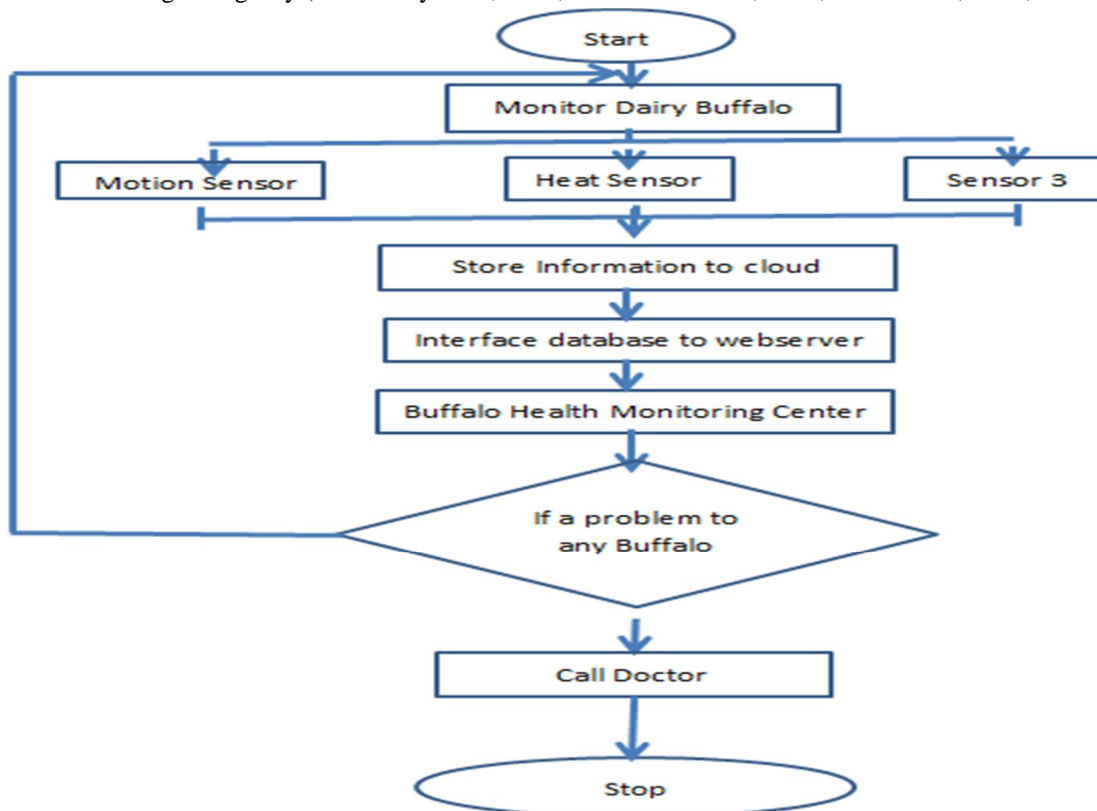 Start
Monitor Dairy Buffalo
Motion Sensor
Heat Sensor
Sensor 3
Store Information to cloud
Interface database to webserver
Buffalo Health Monitoring Center
If a problem to
any Buffalo
Call Doctor
Stop